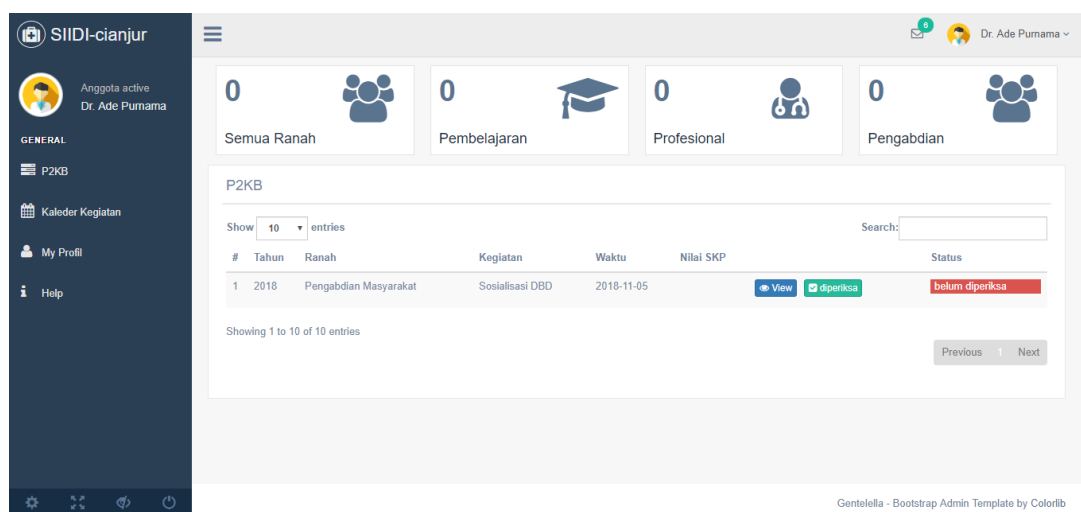 SIIDI-cianjur
6
Dr. Ade Purnama
Anggota active
Dr. Ade Purnama
GENERAL
P2KB
Kaleder Kegiatan
My Profil
Help
0
Semua Ranah
0
Pembelajaran
0
Profesional
0
Pengabdian
P2KB
Show 10 entries
Search:
# Tahun Ranah Kegiatan Waktu Nilai SKP Status
1 2018 Pengabdian Masyarakat Sosialisasi DBD 2018-11-05 View diperiksa belum diperiksa
Showing 1 to 10 of 10 entries
Previous 1 Next
Gentelella - Bootstrap Admin Template by Colorlib